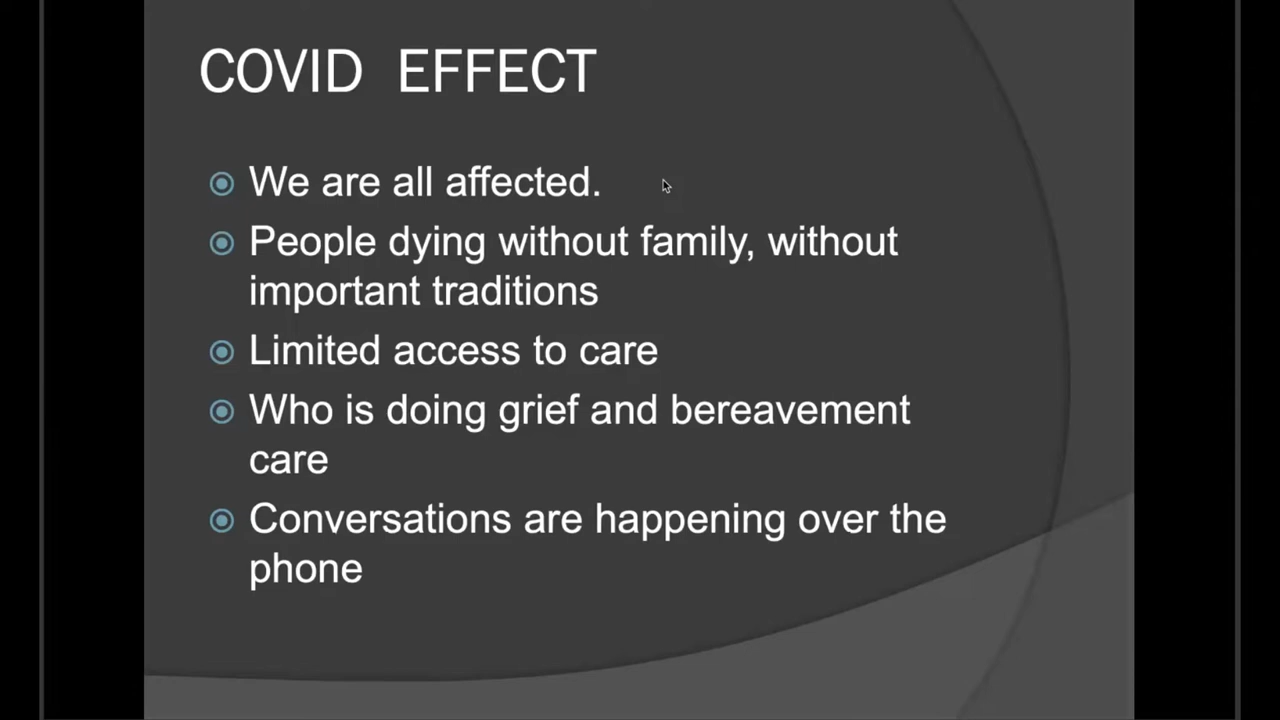 COVID EFFECT
We are all affected.
People dying without family, without
important traditions
Limited access to care
Who is doing grief and bereavement
care
Conversations are happening over the
phone